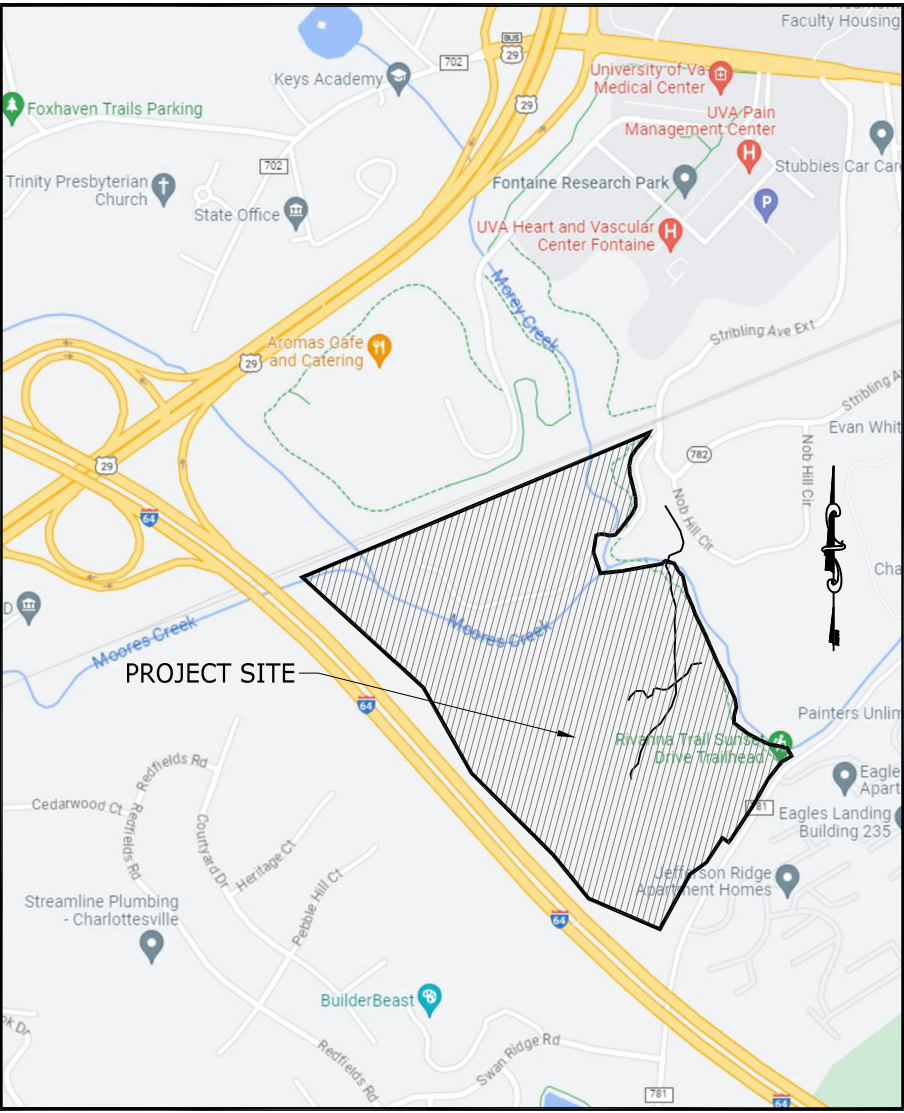 Faculty Housing
BUS
29
702
Keys Academy
University of Va
Medical Center
29
Foxhaven Trails Parking
UVA Pain
Management Center
702
Stubbies Car Care
Trinity Presbyterian
Church
Fontaine Research Park
P
State Office
UVA Heart and Vascular
Center Fontaine
H
H
Morey Creek
Stribling Ave Ext
Aromas Cafe
and Catering
29
Stribling A
Evan Whit
782
29
Nob Hill Cir
64
Nob Hill Cir
Cha
D
Moores Creek
Moores Creek
PROJECT SITE
64
Painters Unlim
Rivanna Trail Sunset
Drive Trailhead
Redfields Rd
Eagle
Apart
Cedarwood Ct
Redfields Rd
781
Eagles Landing
Building 235
Courtyard Dr
Heritage Ct
Jefferson Ridge
Apartment Homes
Pebble Hill Ct
Streamline Plumbing
- Charlottesville
64
BuilderBeast
ok Dr
Redfields Rd
Swan Ridge Rd
781
64